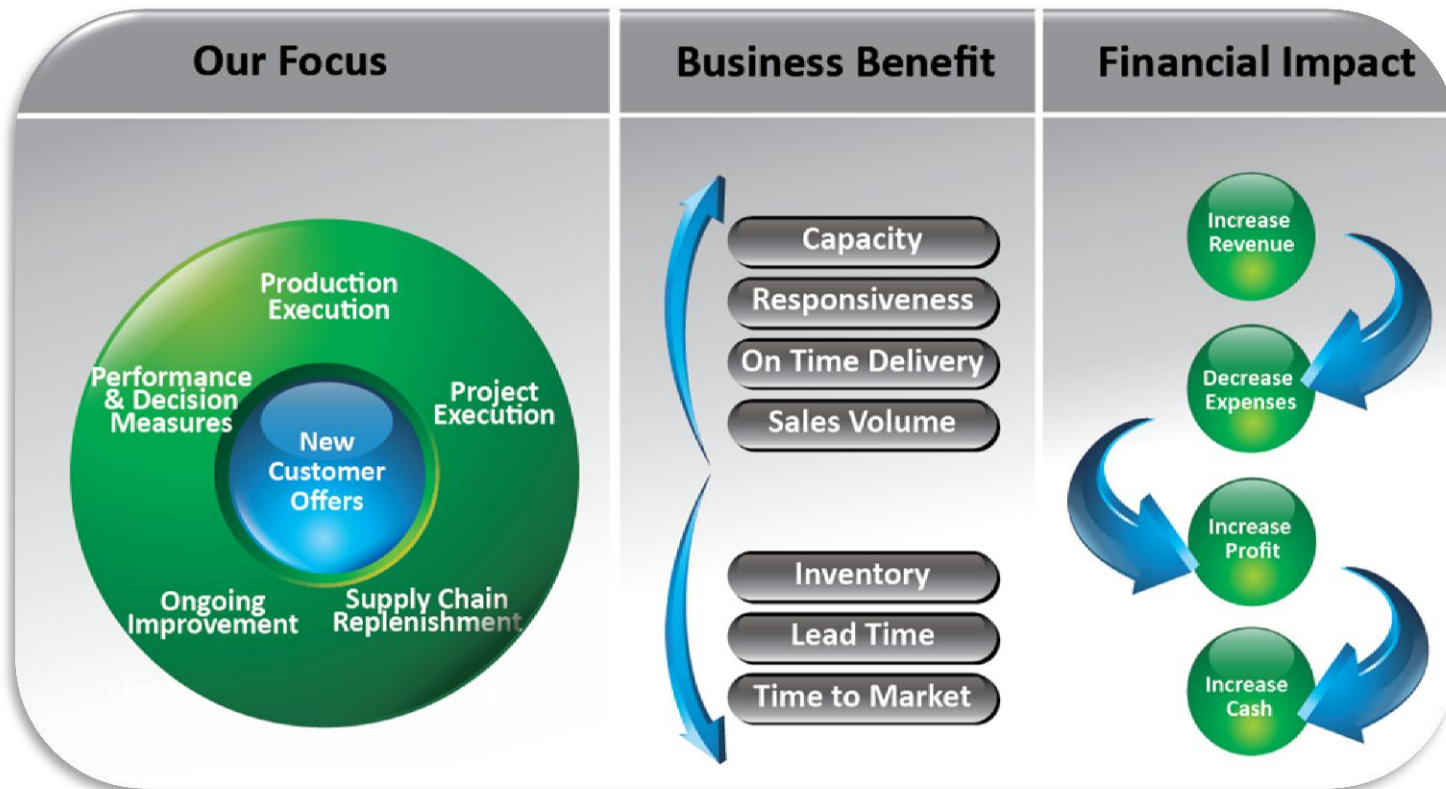 Our Focus
Business Benefit
Financial Impact
Production
Execution
Performance
& Decision
Measures
Project
Execution
New
Customer
Offers
Ongoing
Improvement
Supply Chain
Replenishment
Capacity
Responsiveness
On Time Delivery
Sales Volume
Inventory
Lead Time
Time to Market
Increase
Revenue
Decrease
Expenses
Increase
Profit
Increase
Cash